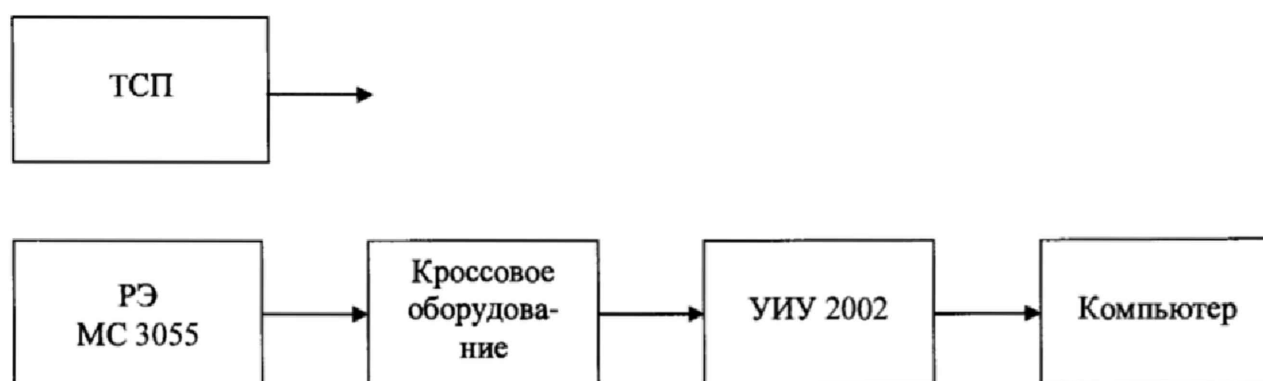 ТСП
РЭ
МС 3055
Кроссовое
оборудова-
ние
УИУ 2002
Компьютер